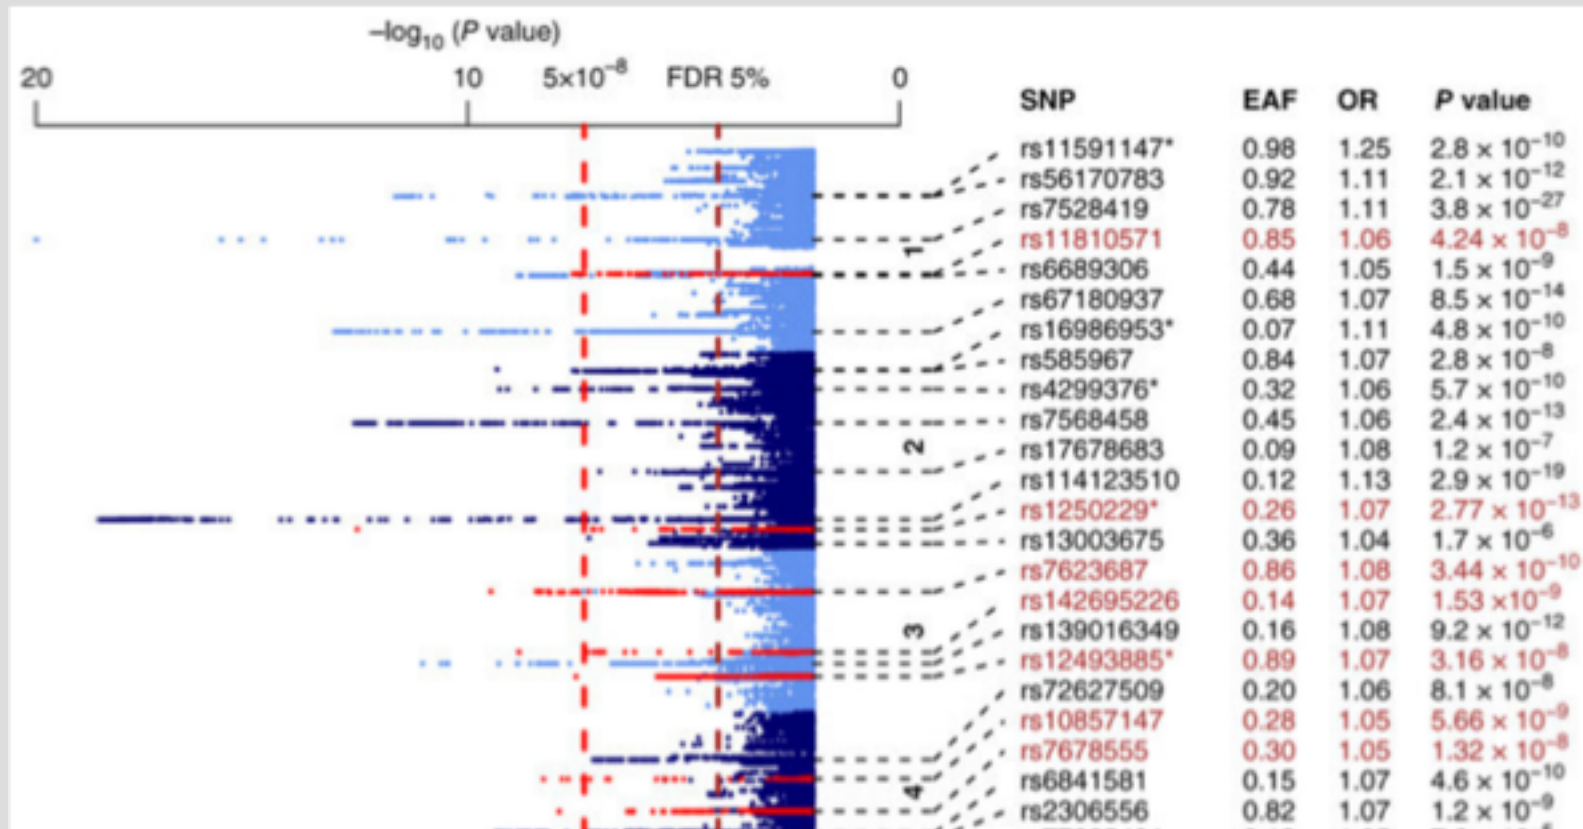 –log₁₀ (P value)
20 10 5×10⁻⁸ FDR 5% 0
SNP EAF OR P value
rs11591147* 0.98 1.25 2.8 × 10⁻¹⁰
rs56170783 0.92 1.11 2.1 × 10⁻¹²
rs7528419 0.78 1.11 3.8 × 10⁻²⁷
rs11810571 0.85 1.06 4.24 × 10⁻⁸
1
rs6689306 0.44 1.05 1.5 × 10⁻⁹
rs67180937 0.68 1.07 8.5 × 10⁻¹⁴
rs16986953* 0.07 1.11 4.8 × 10⁻¹⁰
rs585967 0.84 1.07 2.8 × 10⁻⁸
rs4299376* 0.32 1.06 5.7 × 10⁻¹⁰
rs7568458 0.45 1.06 2.4 × 10⁻¹³
2
rs17678683 0.09 1.08 1.2 × 10⁻⁷
rs114123510 0.12 1.13 2.9 × 10⁻¹⁹
rs1250229* 0.26 1.07 2.77 × 10⁻¹³
rs13003675 0.36 1.04 1.7 × 10⁻⁶
rs7623687 0.86 1.08 3.44 × 10⁻¹⁰
rs142695226 0.14 1.07 1.53 ×10⁻⁹
3
rs139016349 0.16 1.08 9.2 × 10⁻¹²
rs12493885* 0.89 1.07 3.16 × 10⁻⁸
rs72627509 0.20 1.06 8.1 × 10⁻⁸
rs10857147 0.28 1.05 5.66 × 10⁻⁹
rs7678555 0.30 1.05 1.32 × 10⁻⁸
4
rs6841581 0.15 1.07 4.6 × 10⁻¹⁰
rs2306556 0.82 1.07 1.2 × 10⁻⁹